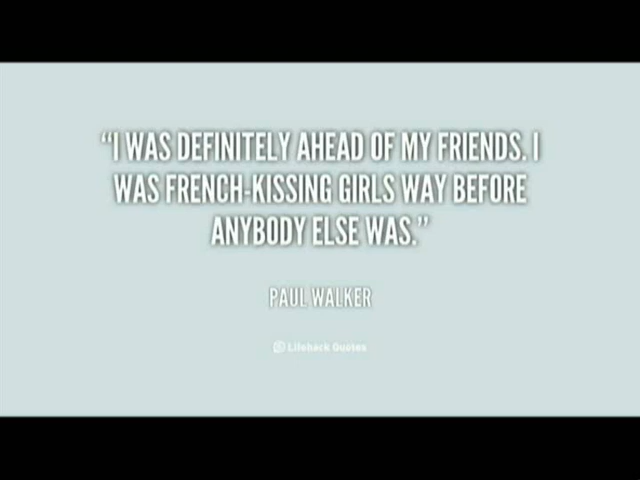 “I WAS DEFINITELY AHEAD OF MY FRIENDS. I
WAS FRENCH-KISSING GIRLS WAY BEFORE
ANYBODY ELSE WAS.”
PAUL WALKER
Lifehack Quotes